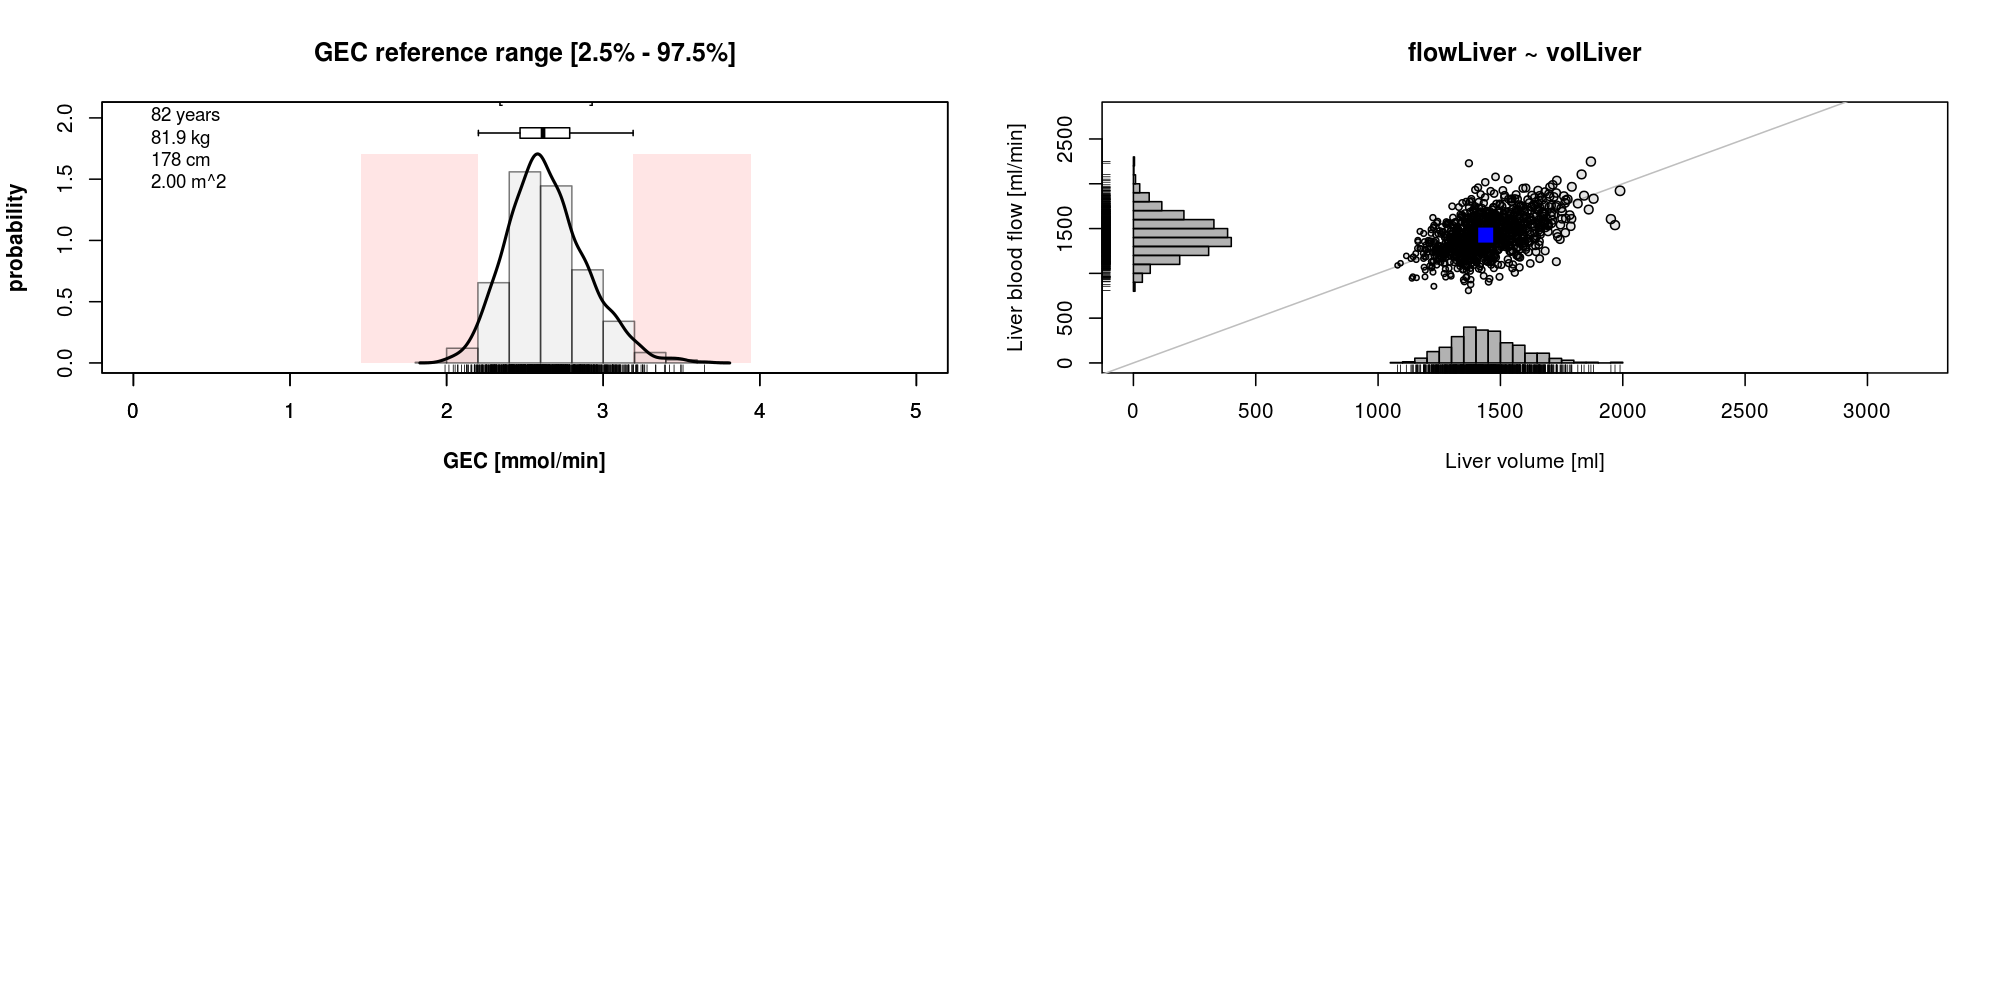 GEC reference range [2.5% - 97.5%]
82 years
81.9 kg
178 cm
2.00 m^2
probability
0.0 0.5 1.0 1.5 2.0
0 1 2 3 4 5
GEC [mmol/min]
flowLiver ~ volLiver
Liver blood flow [ml/min]
0 500 1500 2500
0 500 1000 1500 2000 2500 3000
Liver volume [ml]